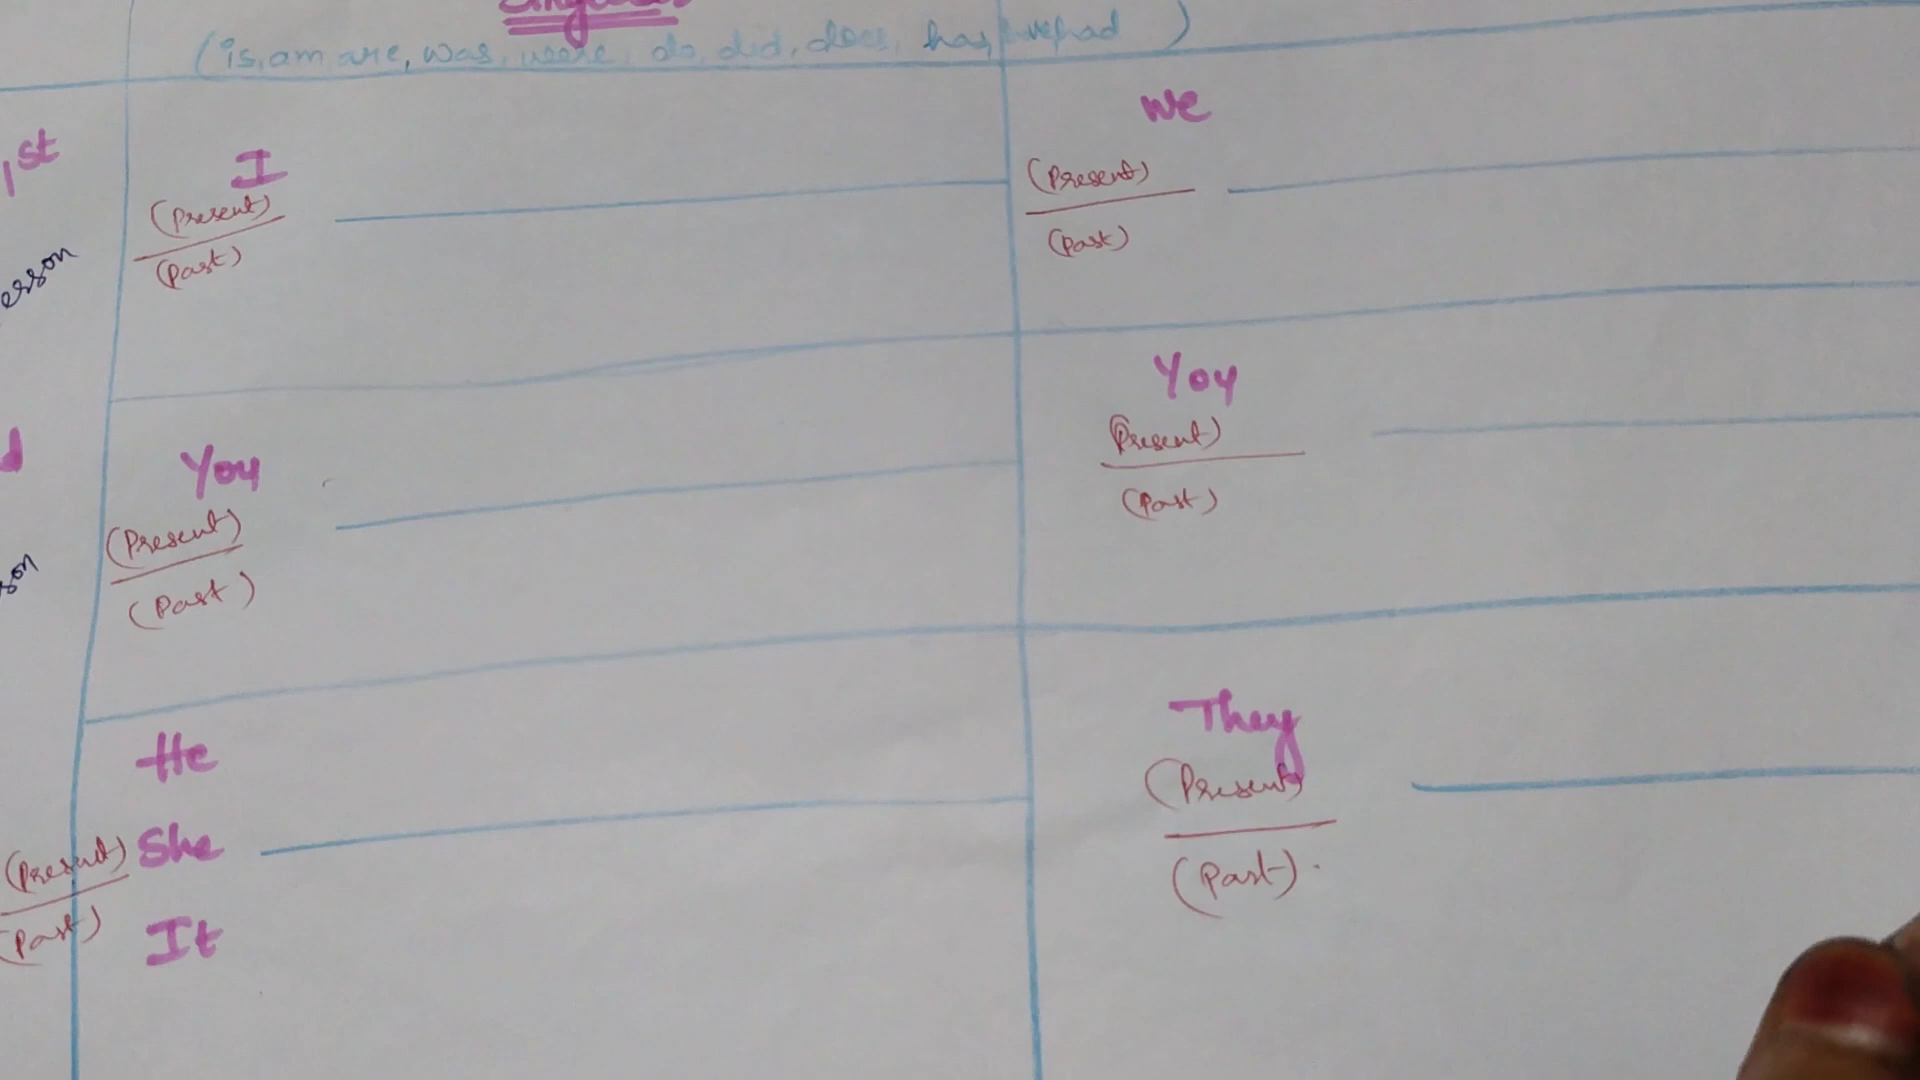 (is, am are, was, were, do, did, does, has, had )
1st
I
(Present)
(Past)
We
(Present)
(Past)
You
(Present)
(Past)
You
(Present)
(Past)
He
She
It
(Present)
(Past)
They
(Present)
(Past).